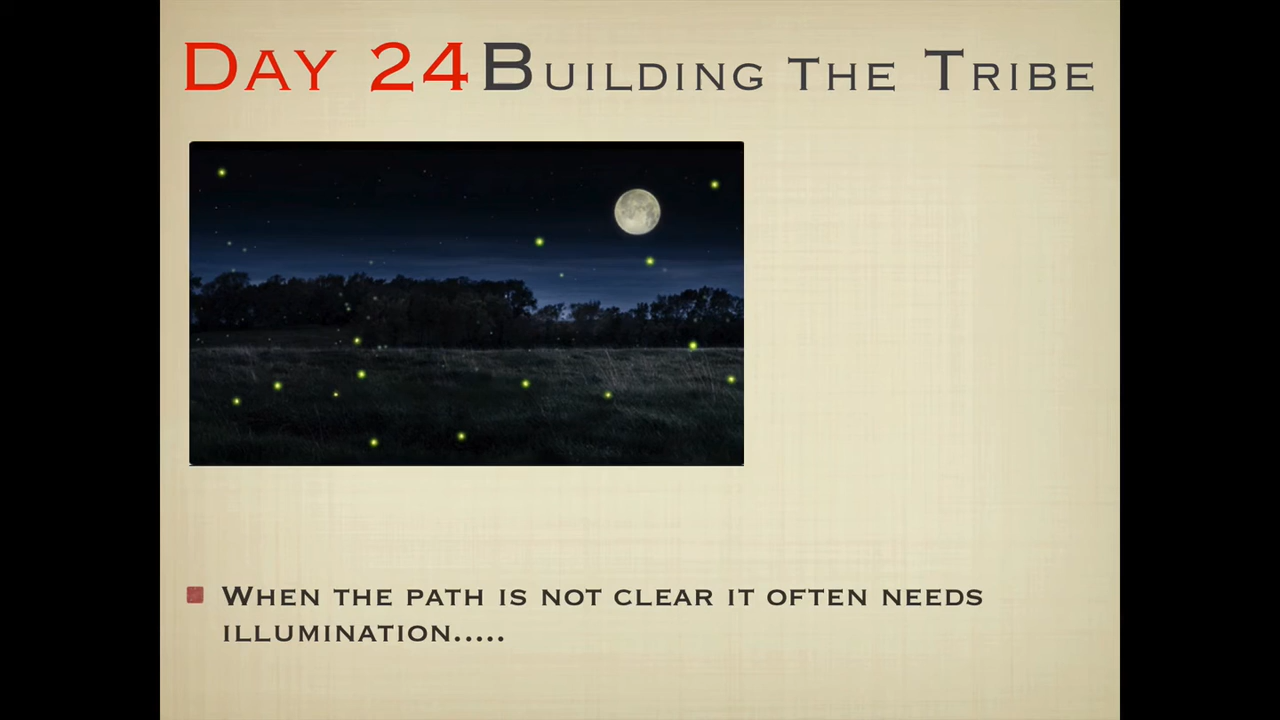 Day 24 Building the Tribe
When the path is not clear it often needs
illumination.....